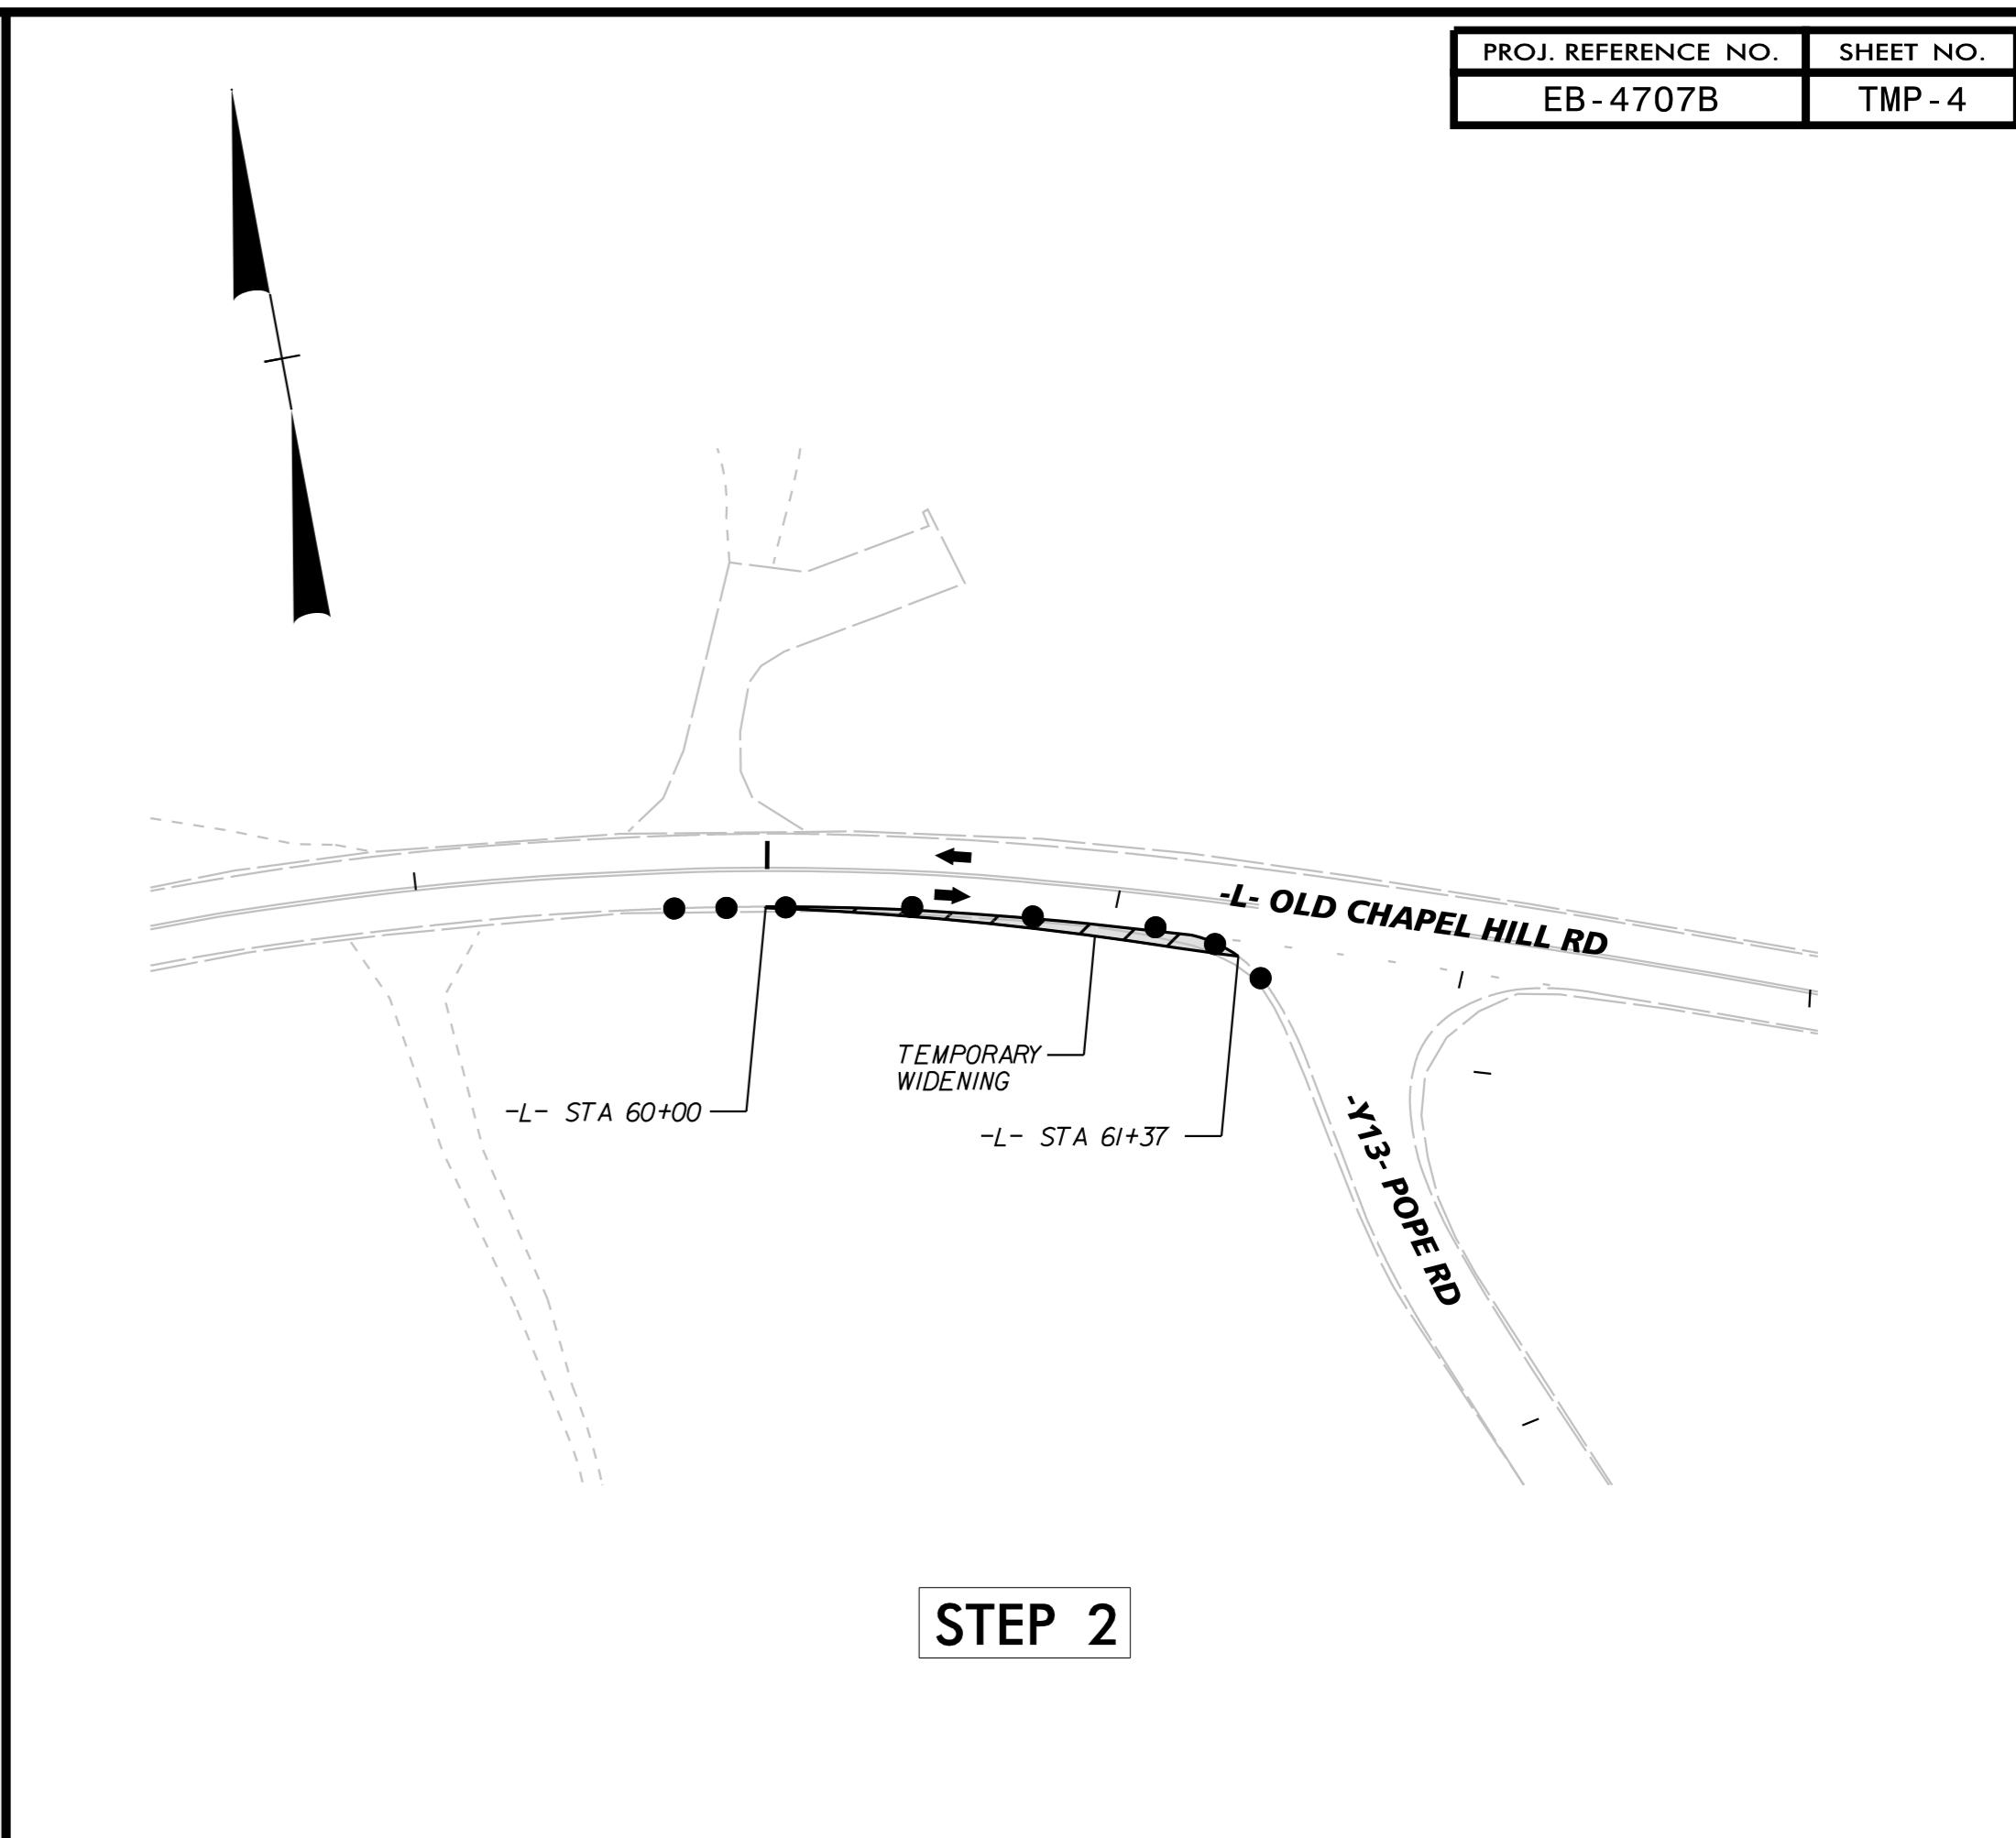 PROJ. REFERENCE NO.
SHEET NO.
EB-4707B
TMP-4
-L- OLD CHAPEL HILL RD
TEMPORARY
WIDENING
-L- STA 60+00
-L- STA 61+37
-Y13- POPE RD
STEP 2